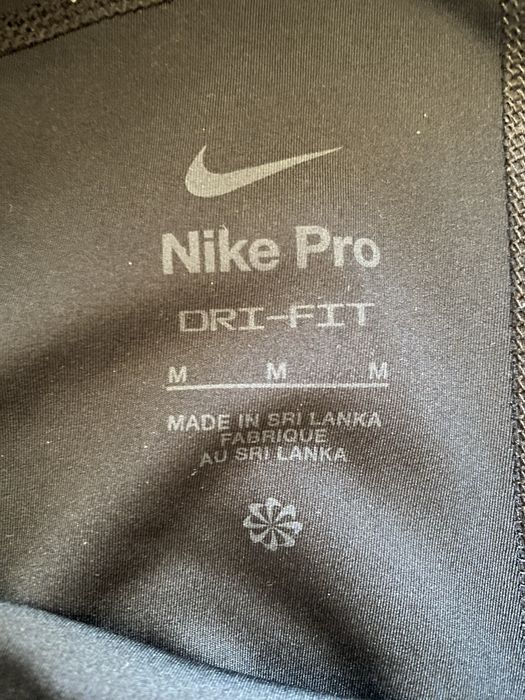 Nike Pro
DRI-FIT
M M M
MADE IN SRI LANKA
FABRIQUE
AU SRI LANKA